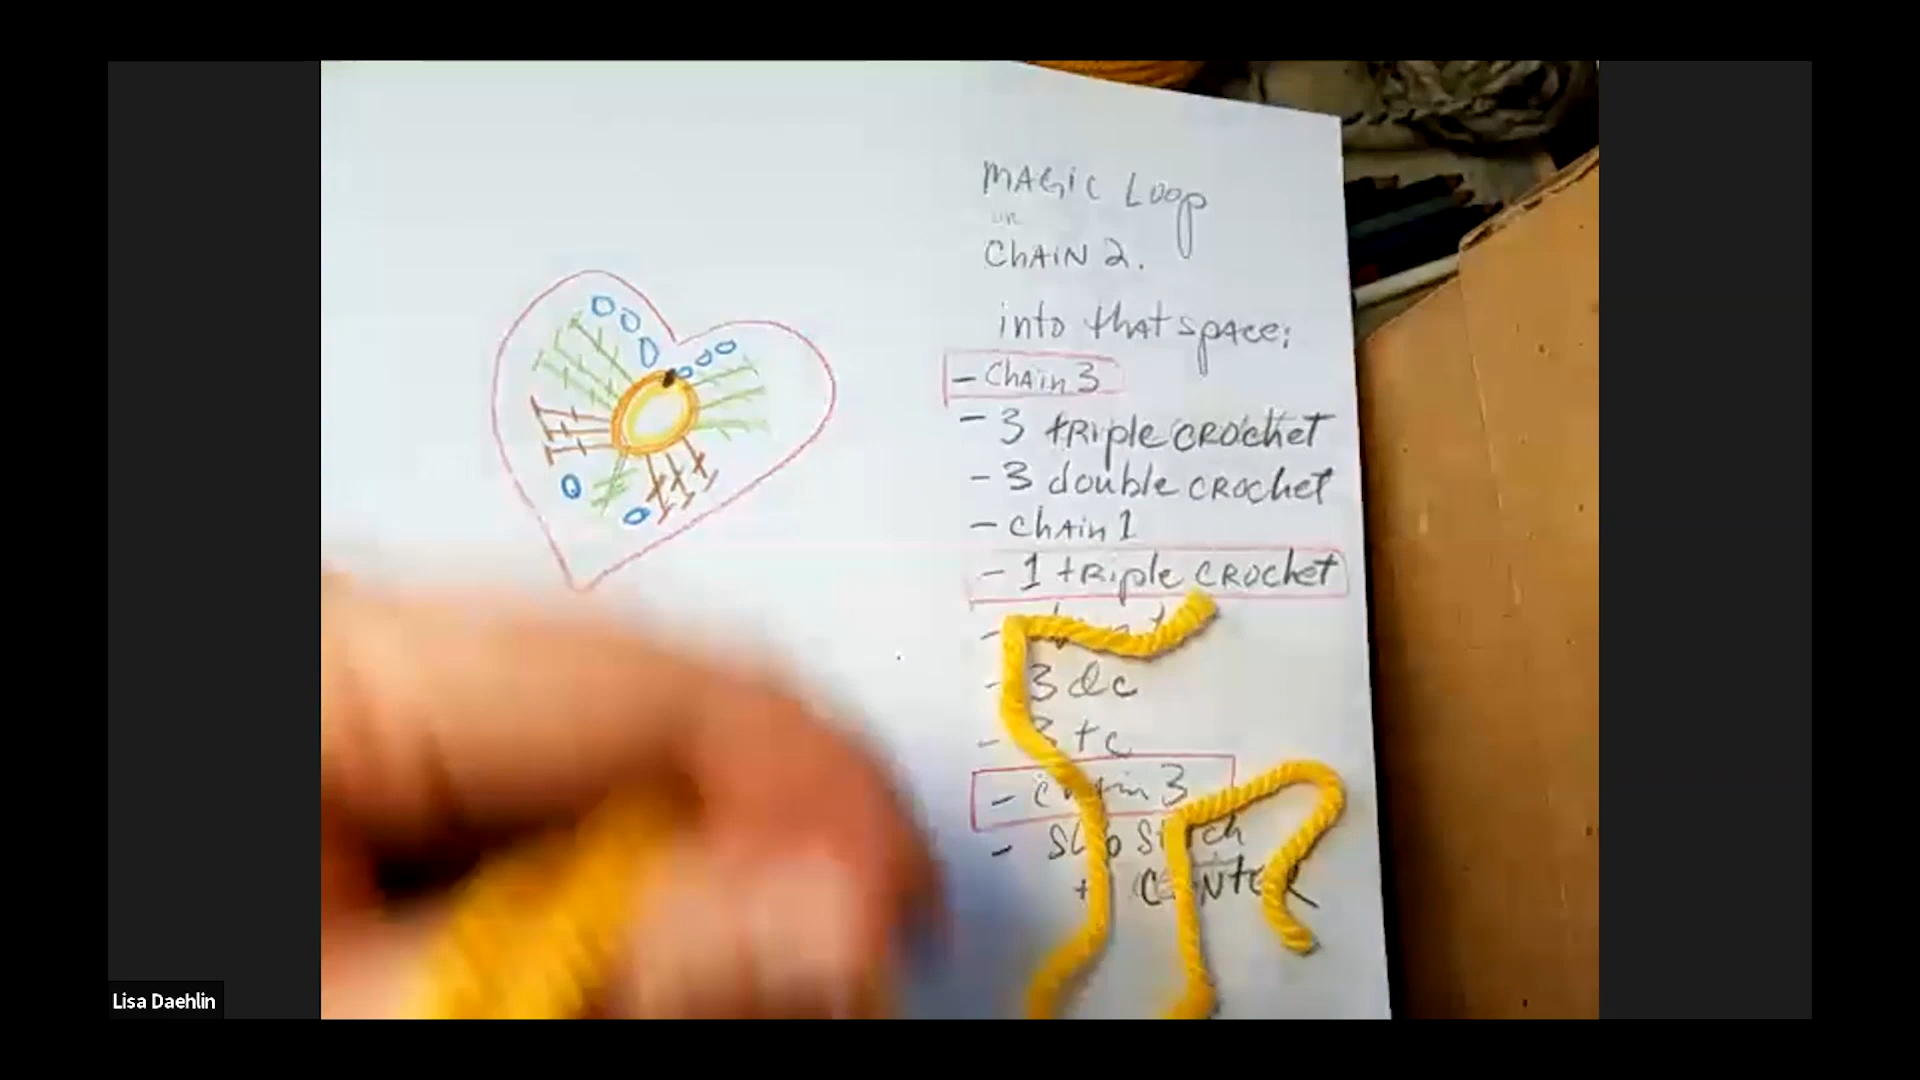 MAGIC LOOP
CHAIN 2.
into that space:
- Chain 3
- 3 tRiple CROchet
- 3 double CROchet
- ChAin 1
- 1 tRiple CROchet
-
- 3 dc
- 3 tc
- Chain 3
- Slip Stitch
CENteR
Lisa Daehlin